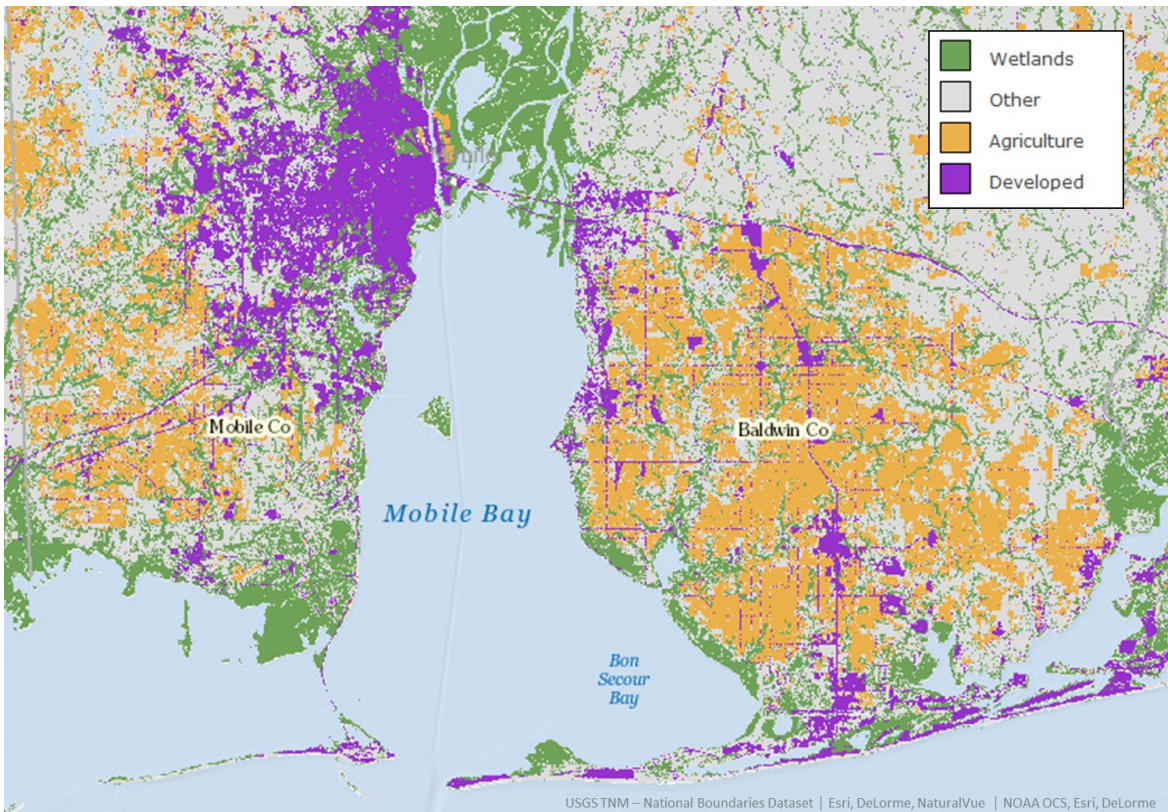 Wetlands
Other
Agriculture
Developed
Mobile Co
Baldwin Co
Mobile Bay
Bon
Secour
Bay
USGS TNM – National Boundaries Dataset | Esri, DeLorme, NaturalVue | NOAA OCS, Esri, DeLorme